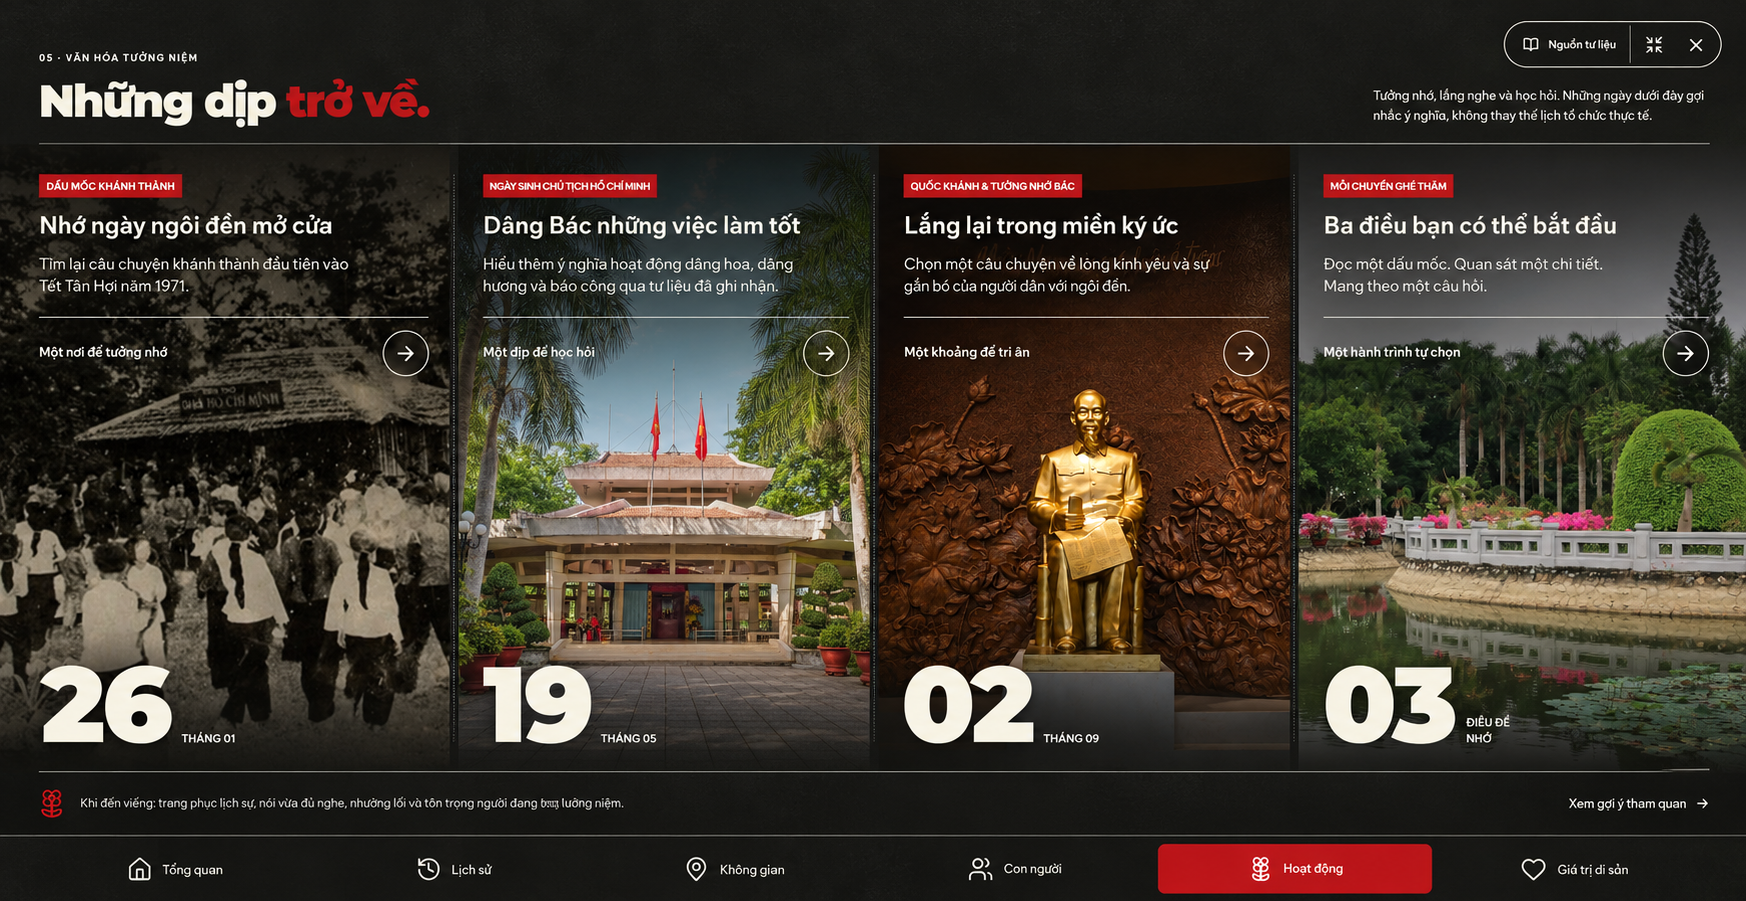 05 · VĂN HÓA TƯỞNG NIỆM
Những dịp trở về.
Nguồn tư liệu
Tưởng nhớ, lắng nghe và học hỏi. Những ngày dưới đây gợi
nhắc ý nghĩa, không thay thế lịch tổ chức thực tế.
DẤU MỐC KHÁNH THÀNH
Nhớ ngày ngôi đền mở cửa
Tìm lại câu chuyện khánh thành đầu tiên vào
Tết Tân Hợi năm 1971.
Một nơi để tưởng nhớ
HỒ CHÍ MINH
26
THÁNG 01
NGÀY SINH CHỦ TỊCH HỒ CHÍ MINH
Dâng Bác những việc làm tốt
Hiểu thêm ý nghĩa hoạt động dâng hoa, dâng
hương và báo công qua tư liệu đã ghi nhận.
Một dịp để học hỏi
19
THÁNG 05
QUỐC KHÁNH & TƯỞNG NHỚ BÁC
Lắng lại trong miền ký ức
Chọn một câu chuyện về lòng kính yêu và sự
gắn bó của người dân với ngôi đền.
Một khoảng để tri ân
02
THÁNG 09
MỖI CHUYẾN GHÉ THĂM
Ba điều bạn có thể bắt đầu
Đọc một dấu mốc. Quan sát một chi tiết.
Mang theo một câu hỏi.
Một hành trình tự chọn
03
ĐIỀU ĐỂ
NHỚ
Khi đến viếng: trang phục lịch sự, nói vừa đủ nghe, nhường lối và tôn trọng người đang lưởng niệm.
Xem gợi ý tham quan
Tổng quan
Lịch sử
Không gian
Con người
Hoạt động
Giá trị di sản